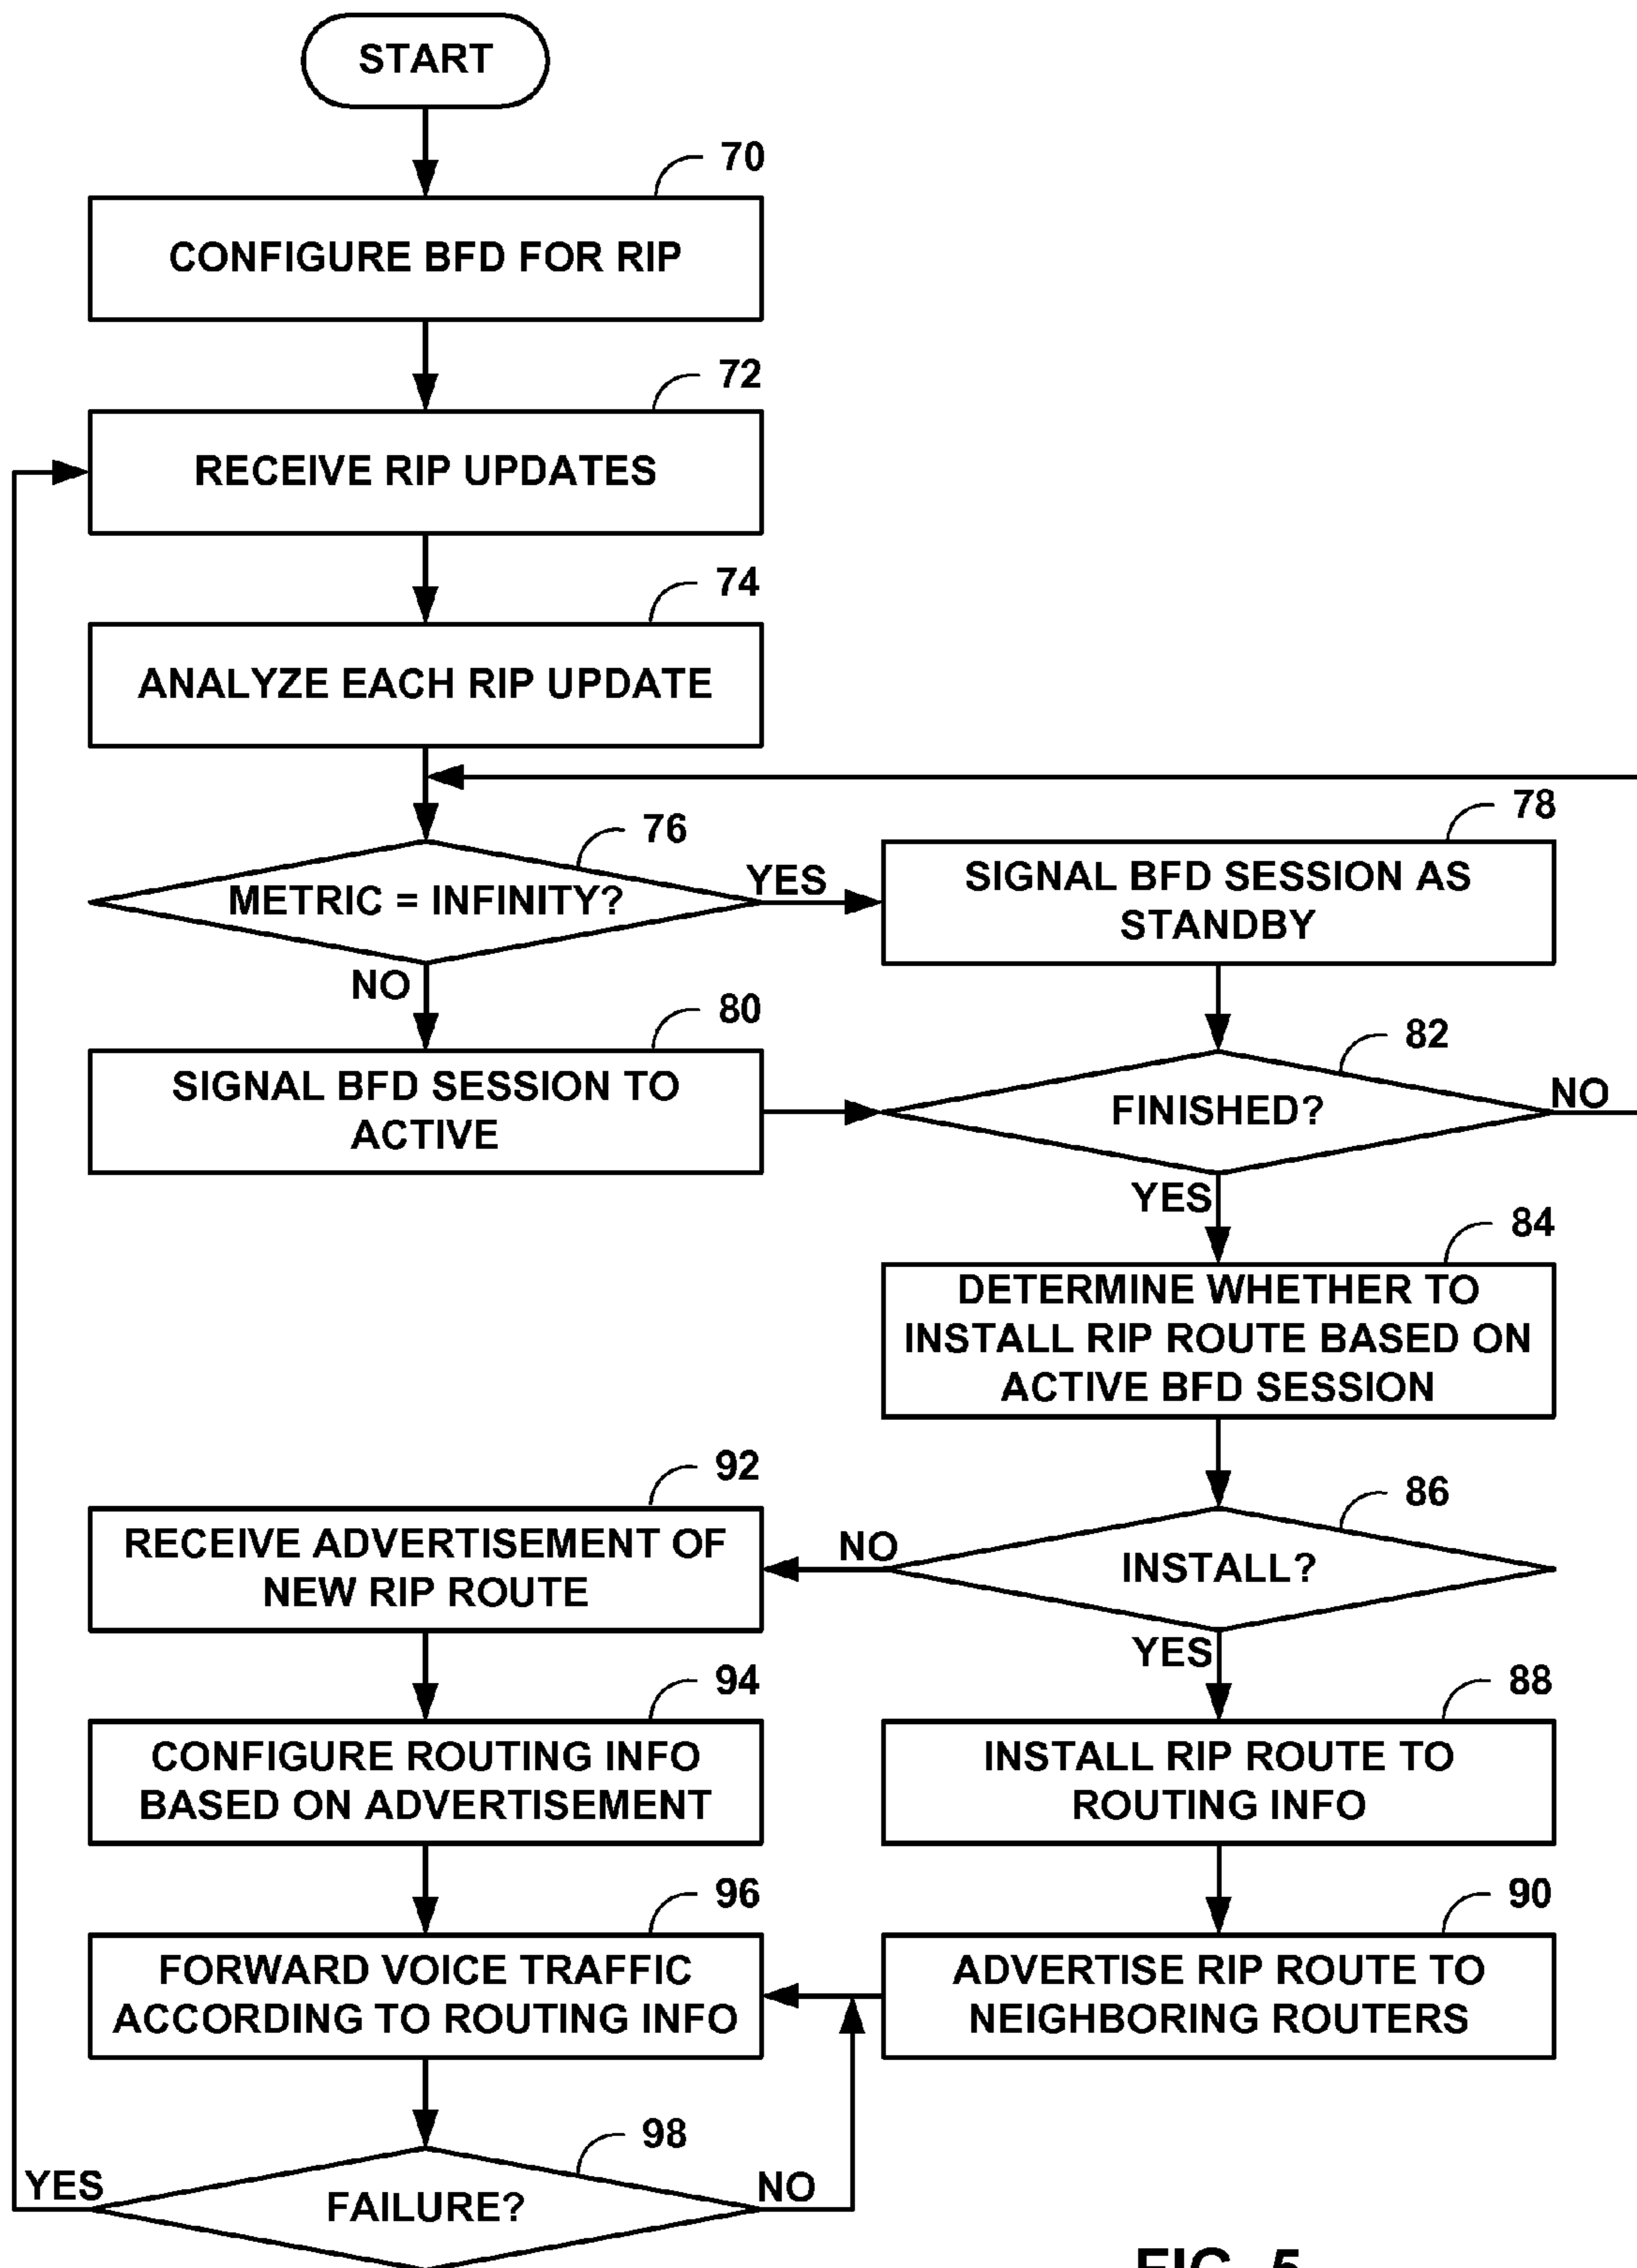 START
70
CONFIGURE BFD FOR RIP
72
RECEIVE RIP UPDATES
74
ANALYZE EACH RIP UPDATE
76
METRIC = INFINITY?
YES
NO
78
SIGNAL BFD SESSION AS
STANDBY
80
SIGNAL BFD SESSION TO
ACTIVE
82
FINISHED?
NO
YES
84
DETERMINE WHETHER TO
INSTALL RIP ROUTE BASED ON
ACTIVE BFD SESSION
86
INSTALL?
NO
YES
92
RECEIVE ADVERTISEMENT OF
NEW RIP ROUTE
88
INSTALL RIP ROUTE TO
ROUTING INFO
94
CONFIGURE ROUTING INFO
BASED ON ADVERTISEMENT
90
ADVERTISE RIP ROUTE TO
NEIGHBORING ROUTERS
96
FORWARD VOICE TRAFFIC
ACCORDING TO ROUTING INFO
98
FAILURE?
YES
NO
FIG. 5